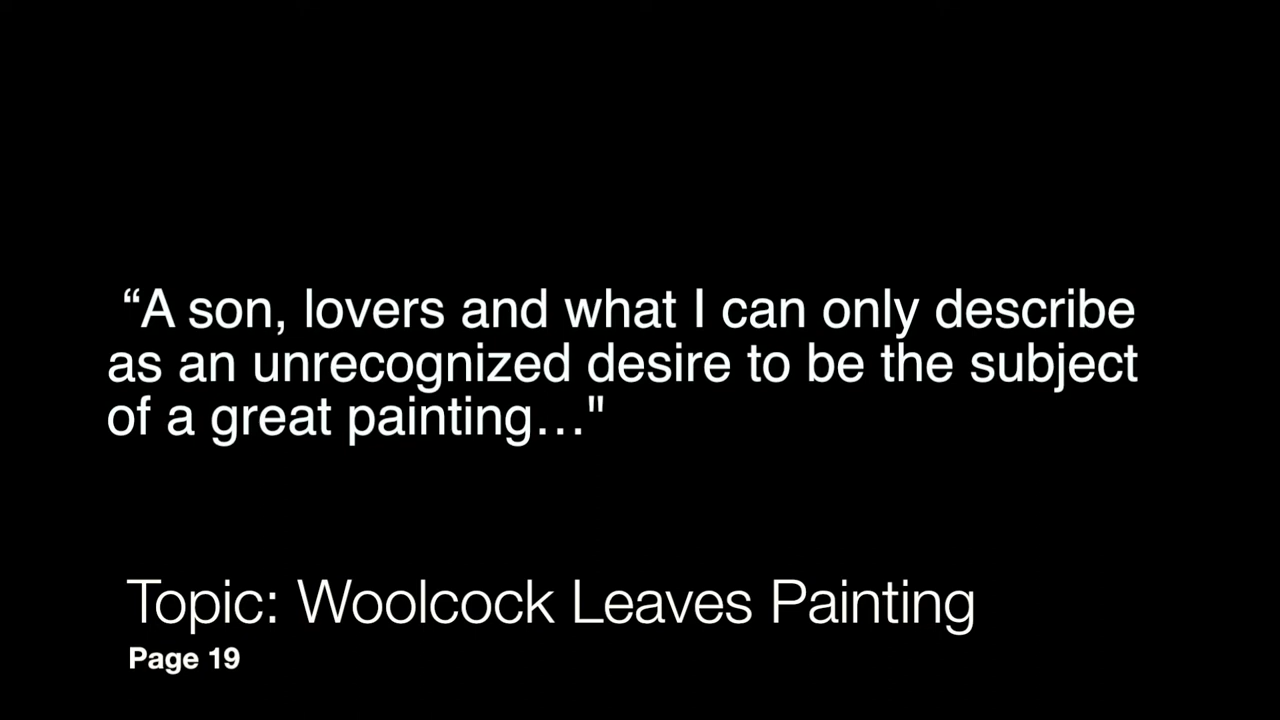 “A son, lovers and what I can only describe
as an unrecognized desire to be the subject
of a great painting…"
Topic: Woolcock Leaves Painting
Page 19